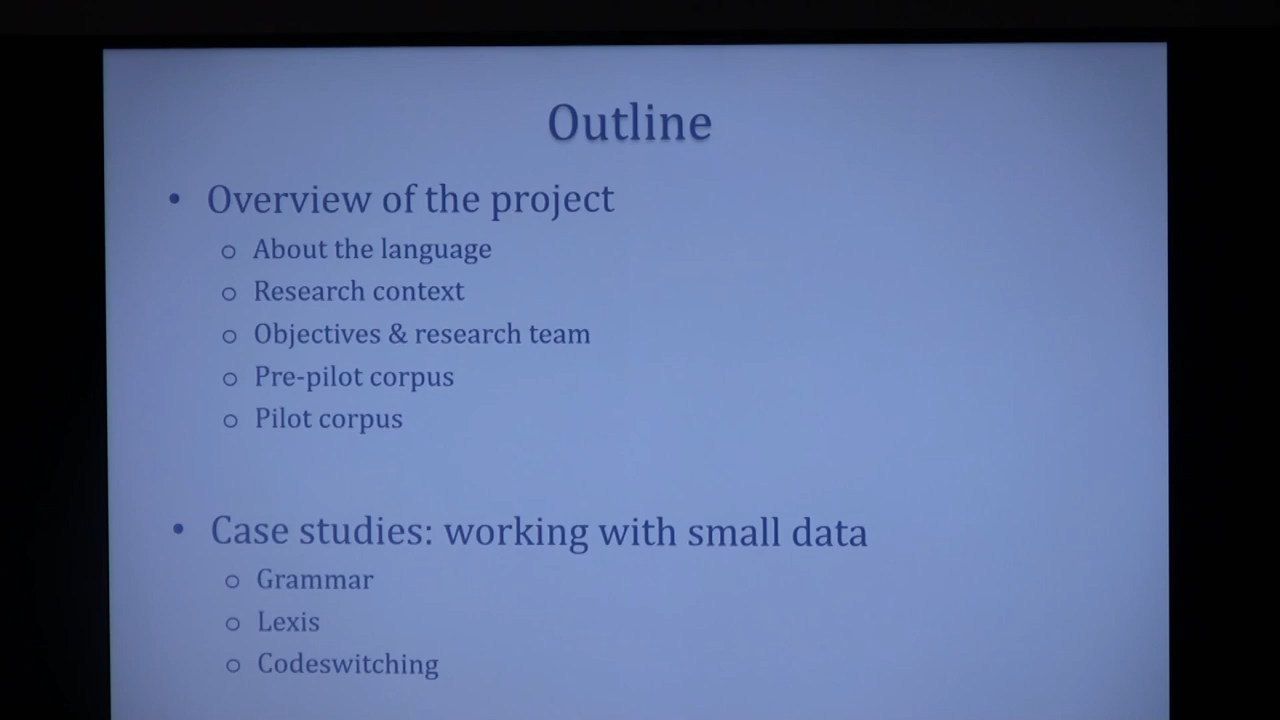 Outline
• Overview of the project
o About the language
o Research context
o Objectives & research team
o Pre-pilot corpus
o Pilot corpus
• Case studies: working with small data
o Grammar
o Lexis
o Codeswitching